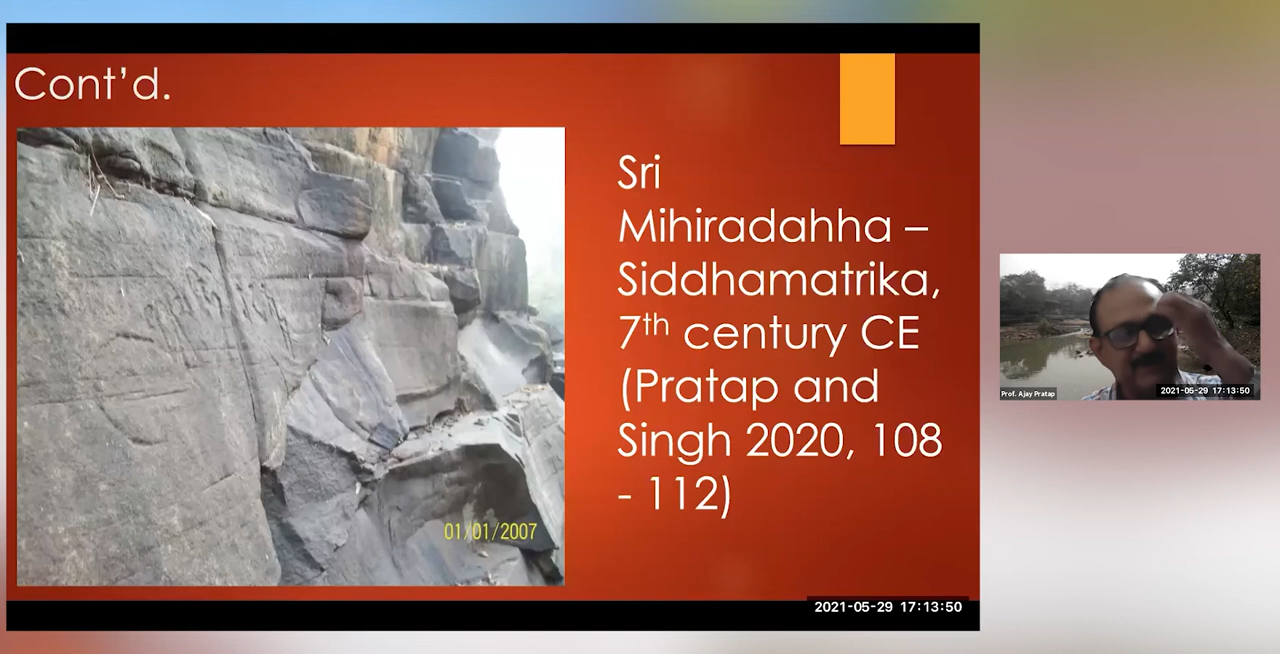 Cont’d.
Sri
Mihiradahha –
Siddhamatrika,
7th century CE
(Pratap and
Singh 2020, 108
- 112)
01/01/2007
2021-05-29 17:13:50
Prof. Ajay Pratap
2021-05-29 17:13:50